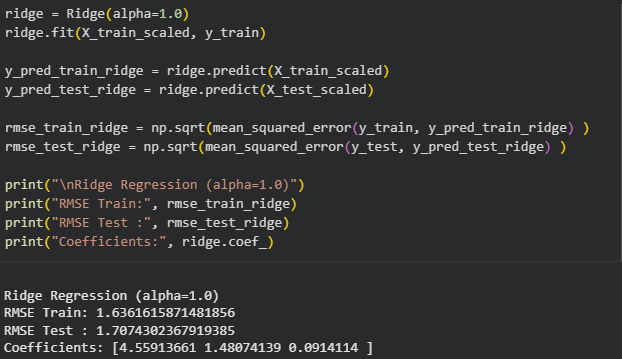 ridge = Ridge(alpha=1.0)
ridge.fit(X_train_scaled, y_train)
y_pred_train_ridge = ridge.predict(X_train_scaled)
y_pred_test_ridge = ridge.predict(X_test_scaled)
rmse_train_ridge = np.sqrt(mean_squared_error(y_train, y_pred_train_ridge) )
rmse_test_ridge = np.sqrt(mean_squared_error(y_test, y_pred_test_ridge) )
print("\nRidge Regression (alpha=1.0)")
print("RMSE Train:", rmse_train_ridge)
print("RMSE Test :", rmse_test_ridge)
print("Coefficients:", ridge.coef_)
Ridge Regression (alpha=1.0)
RMSE Train: 1.6361615871481856
RMSE Test : 1.7074302367919385
Coefficients: [4.55913661 1.48074139 0.0914114 ]